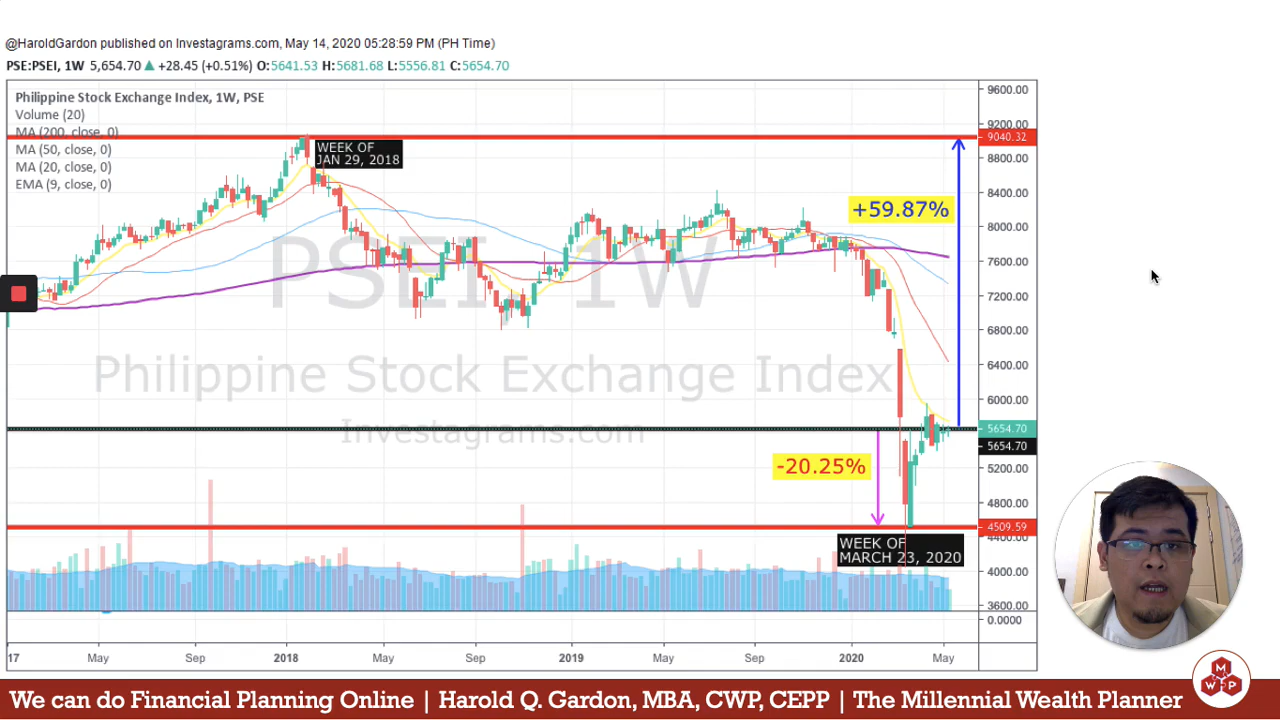 @HaroldGardon published on Investagrams.com, May 14, 2020 05:28:59 PM (PH Time)
PSE:PSEI, 1W 5,654.70 ▲ +28.45 (+0.51%) O:5641.53 H:5681.68 L:5556.81 C:5654.70
Philippine Stock Exchange Index, 1W, PSE
Volume (20)
MA (200, close, 0)
MA (50, close, 0)
MA (20, close, 0)
EMA (9, close, 0)
WEEK OF
JAN 29, 2018
+59.87%
PSEI, 1W
Philippine Stock Exchange Index
Investagrams.com
-20.25%
WEEK OF
MARCH 23, 2020
9600.00
9200.00
9040.32
8800.00
8400.00
8000.00
7600.00
7200.00
6800.00
6400.00
6000.00
5654.70
5654.70
5200.00
4800.00
4509.59
4400.00
4000.00
3600.00
0.0000
17 May Sep 2018 May Sep 2019 May Sep 2020 May
M
W P
We can do Financial Planning Online | Harold Q. Gardon, MBA, CWP, CEPP | The Millennial Wealth Planner